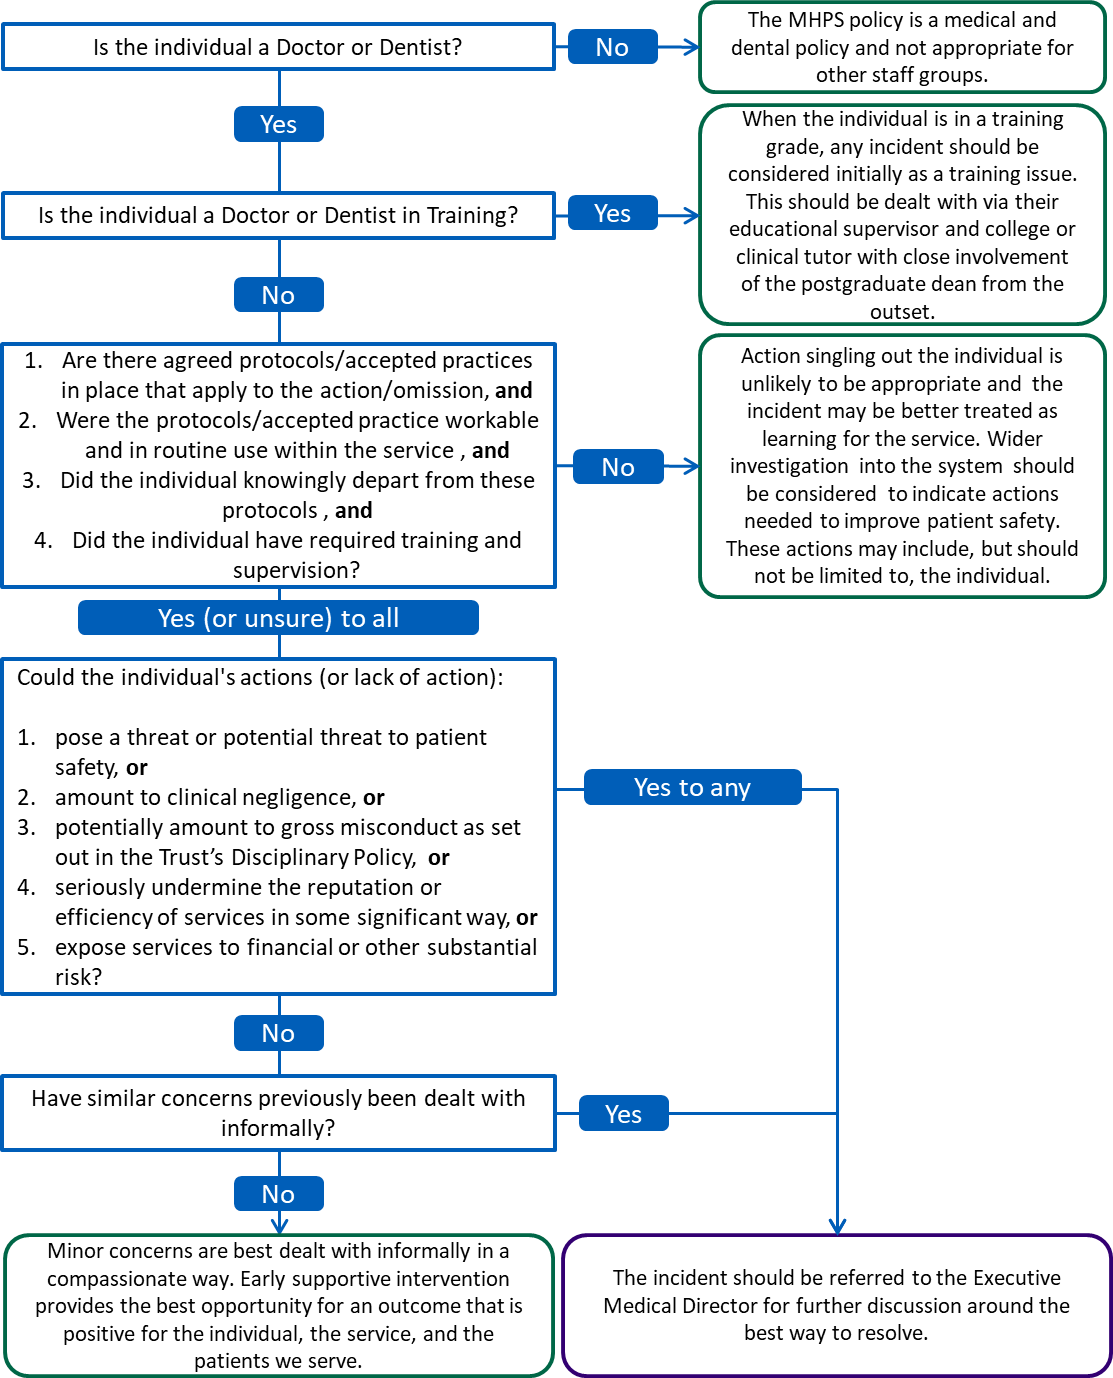 Is the individual a Doctor or Dentist?
No
The MHPS policy is a medical and
dental policy and not appropriate for
other staff groups.
Yes
Is the individual a Doctor or Dentist in Training?
Yes
When the individual is in a training
grade, any incident should be
considered initially as a training issue.
This should be dealt with via their
educational supervisor and college or
clinical tutor with close involvement
of the postgraduate dean from the
outset.
No
1. Are there agreed protocols/accepted practices
in place that apply to the action/omission, and
2. Were the protocols/accepted practice workable
and in routine use within the service , and
3. Did the individual knowingly depart from these
protocols , and
4. Did the individual have required training and
supervision?
No
Action singling out the individual is
unlikely to be appropriate and the
incident may be better treated as
learning for the service. Wider
investigation into the system should
be considered to indicate actions
needed to improve patient safety.
These actions may include, but should
not be limited to, the individual.
Yes (or unsure) to all
Could the individual's actions (or lack of action):
1. pose a threat or potential threat to patient
safety, or
2. amount to clinical negligence, or
3. potentially amount to gross misconduct as set
out in the Trust’s Disciplinary Policy, or
4. seriously undermine the reputation or
efficiency of services in some significant way, or
5. expose services to financial or other substantial
risk?
Yes to any
No
Have similar concerns previously been dealt with
informally?
Yes
No
Minor concerns are best dealt with informally in a
compassionate way. Early supportive intervention
provides the best opportunity for an outcome that is
positive for the individual, the service, and the
patients we serve.
The incident should be referred to the Executive
Medical Director for further discussion around the
best way to resolve.